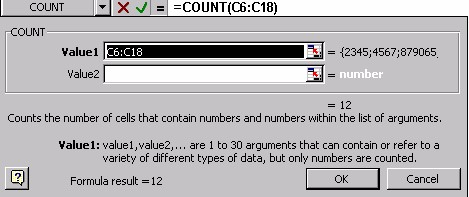 COUNT = =COUNT(C6:C18)
COUNT
Value1 C6:C18 = {2345;4567;879065,
Value2 = number
= 12
Counts the number of cells that contain numbers and numbers within the list of arguments.
Value1: value1,value2,... are 1 to 30 arguments that can contain or refer to a
variety of different types of data, but only numbers are counted.
? Formula result =12 OK Cancel